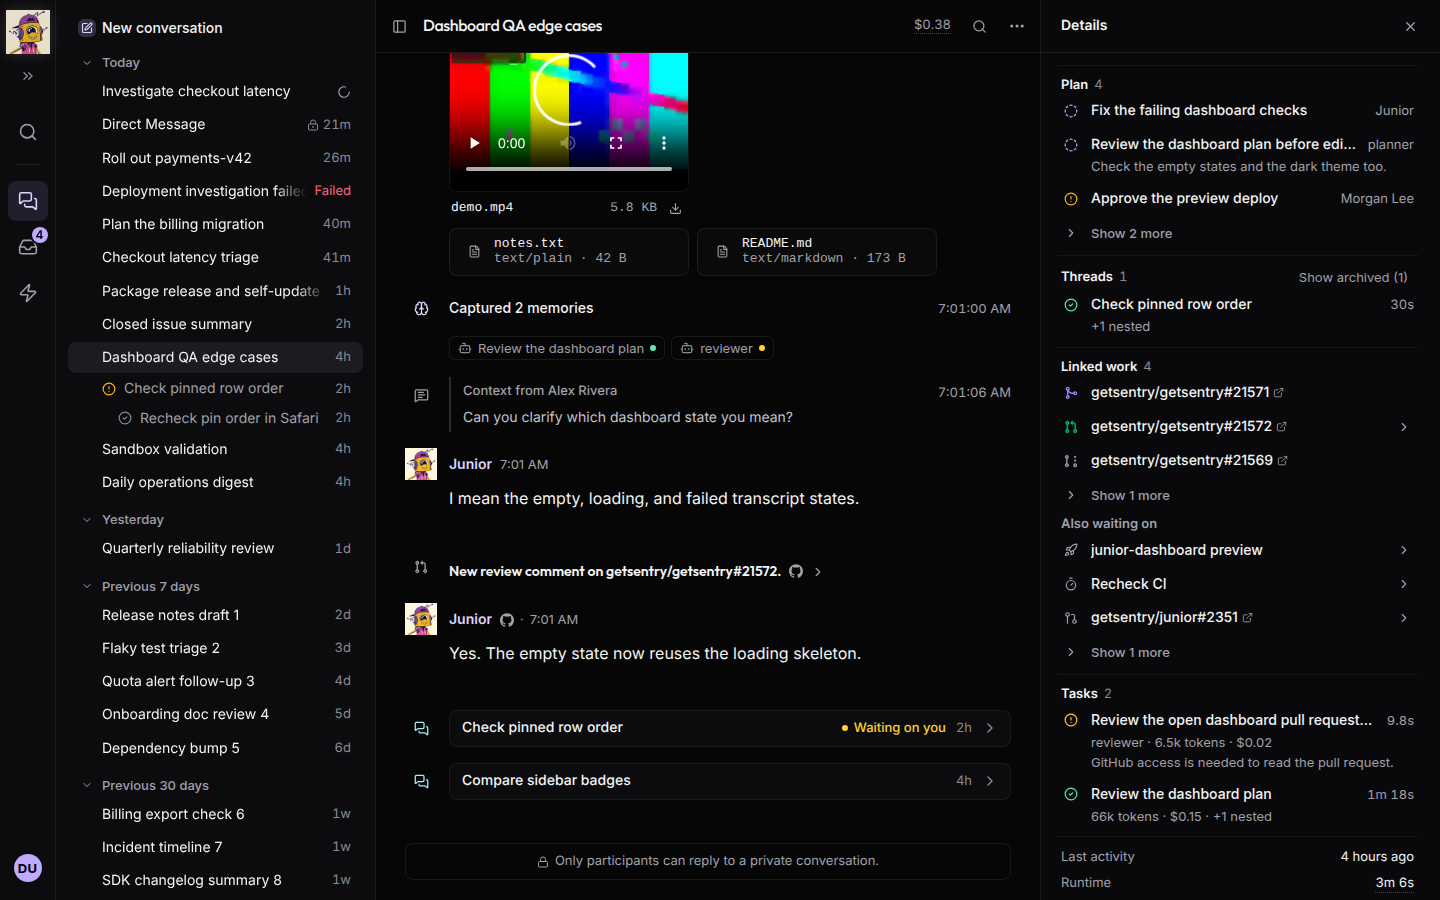 New conversation
Today
Investigate checkout latency
Direct Message 21m
Roll out payments-v42 26m
Deployment investigation failed Failed
Plan the billing migration 40m
Checkout latency triage 41m
Package release and self-update 1h
Closed issue summary 2h
Dashboard QA edge cases 4h
Check pinned row order 2h
Recheck pin order in Safari 2h
Sandbox validation 4h
Daily operations digest 4h
Yesterday
Quarterly reliability review 1d
Previous 7 days
Release notes draft 1 2d
Flaky test triage 2 3d
Quota alert follow-up 3 4d
Onboarding doc review 4 5d
Dependency bump 5 6d
Previous 30 days
Billing export check 6 1w
Incident timeline 7 1w
SDK changelog summary 8 1w
4
DU
Dashboard QA edge cases $0.38
0:00
demo.mp4 5.8 KB
notes.txt
text/plain · 42 B
README.md
text/markdown · 173 B
Captured 2 memories 7:01:00 AM
Review the dashboard plan
reviewer
Context from Alex Rivera 7:01:06 AM
Can you clarify which dashboard state you mean?
Junior 7:01 AM
I mean the empty, loading, and failed transcript states.
New review comment on getsentry/getsentry#21572.
Junior · 7:01 AM
Yes. The empty state now reuses the loading skeleton.
Check pinned row order Waiting on you 2h
Compare sidebar badges 4h
Only participants can reply to a private conversation.
Details
Plan 4
Fix the failing dashboard checks Junior
Review the dashboard plan before edi... planner
Check the empty states and the dark theme too.
Approve the preview deploy Morgan Lee
Show 2 more
Threads 1 Show archived (1)
Check pinned row order 30s
+1 nested
Linked work 4
getsentry/getsentry#21571
getsentry/getsentry#21572
getsentry/getsentry#21569
Show 1 more
Also waiting on
junior-dashboard preview
Recheck CI
getsentry/junior#2351
Show 1 more
Tasks 2
Review the open dashboard pull request... 9.8s
reviewer · 6.5k tokens · $0.02
GitHub access is needed to read the pull request.
Review the dashboard plan 1m 18s
66k tokens · $0.15 · +1 nested
Last activity 4 hours ago
Runtime 3m 6s